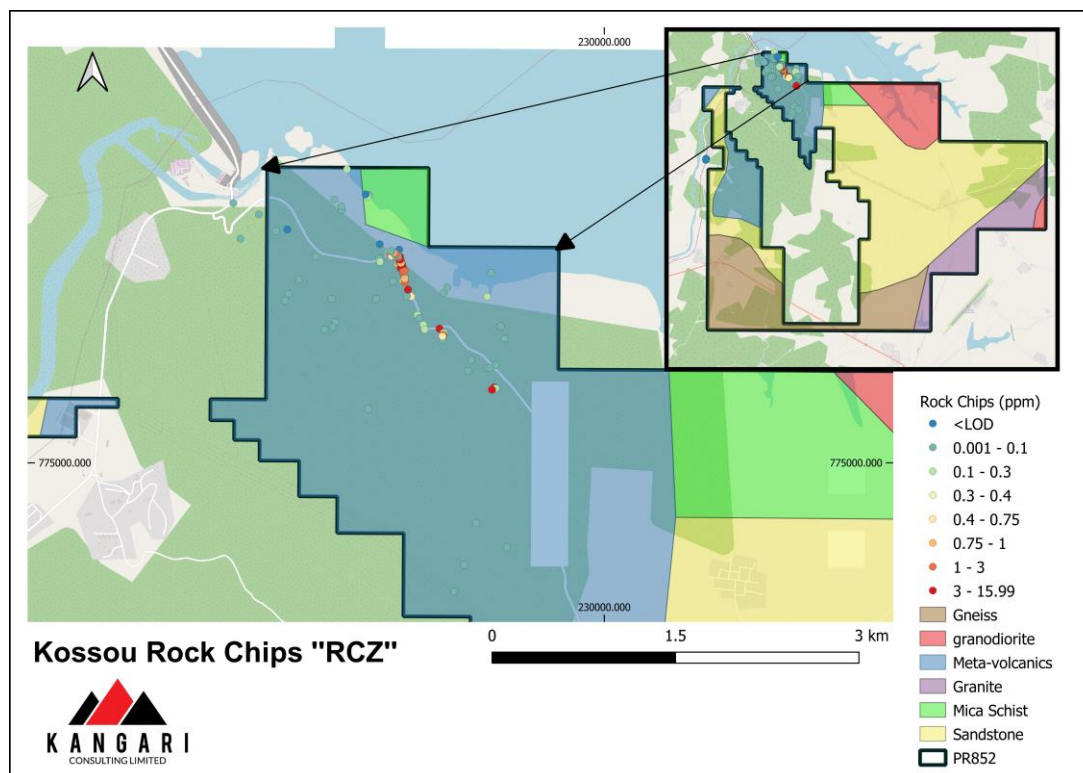 230000.000
775000.000
775000.000
230000.000
Rock Chips (ppm)
<LOD
0.001 - 0.1
0.1 - 0.3
0.3 - 0.4
0.4 - 0.75
0.75 - 1
1 - 3
3 - 15.99
Gneiss
granodiorite
Meta-volcanics
Granite
Mica Schist
Sandstone
PR852
Kossou Rock Chips "RCZ"
0 1.5 3 km
KANGARI
CONSULTING LIMITED